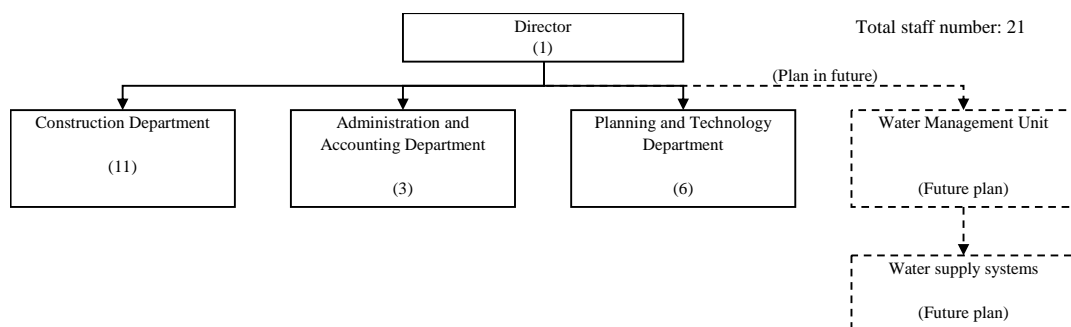 Director
(1)
Total staff number: 21
(Plan in future)
Construction Department
(11)
Administration and
Accounting Department
(3)
Planning and Technology
Department
(6)
Water Management Unit
(Future plan)
Water supply systems
(Future plan)